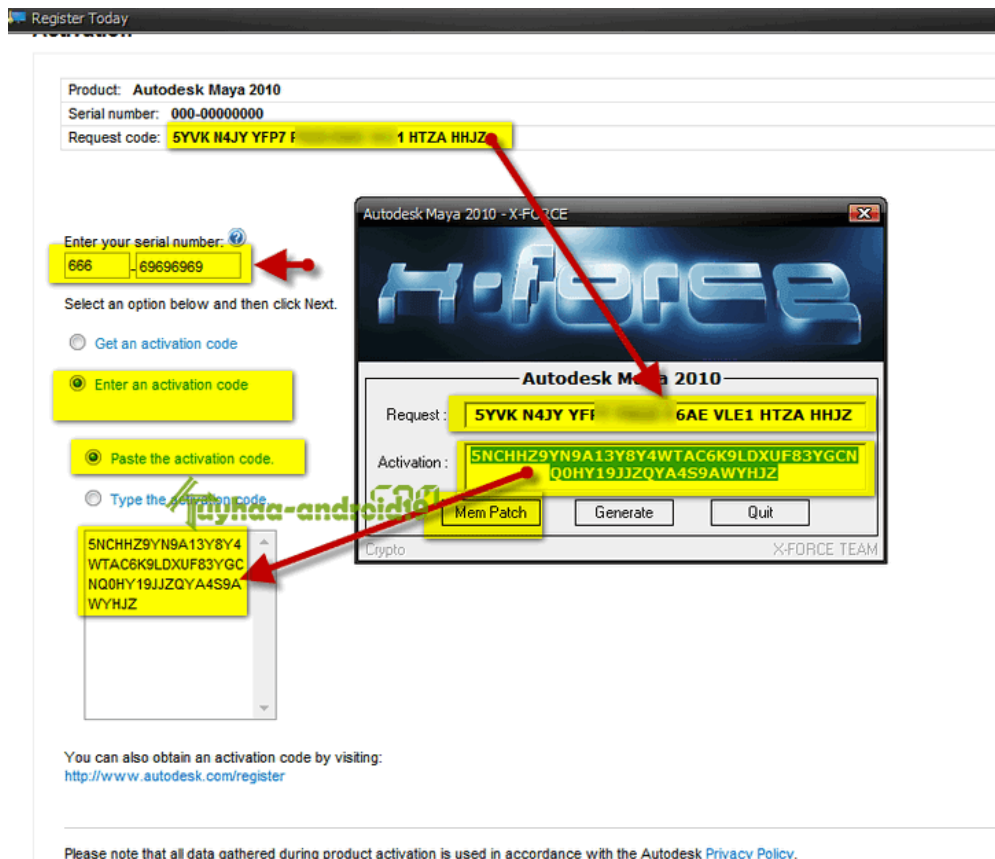 Register Today
Product: Autodesk Maya 2010
Serial number: 000-00000000
Request code: 5YVK N4JY YFP7 1 HTZA HHJZ
Autodesk Maya 2010 - X-FORCE
X-FORCE
Enter your serial number:
666 - 69696969
Select an option below and then click Next.
Get an activation code
Autodesk Maya 2010
Enter an activation code
Request : 5YVK N4JY 6AE VLE1 HTZA HHJZ
Paste the activation code.
Activation : 5NCHHZ9YN9A13Y8Y4WTAC6K9LDXUF83YGCN
Q0HY19JJZQYA4S9AWYHJZ
Type the activation code.
Mem Patch Generate Quit
Crypto X-FORCE TEAM
5NCHHZ9YN9A13Y8Y4
WTAC6K9LDXUF83YGC
NQ0HY19JJZQYA4S9A
WYHJZ
You can also obtain an activation code by visiting:
http://www.autodesk.com/register
Please note that all data gathered during product activation is used in accordance with the Autodesk Privacy Policy.